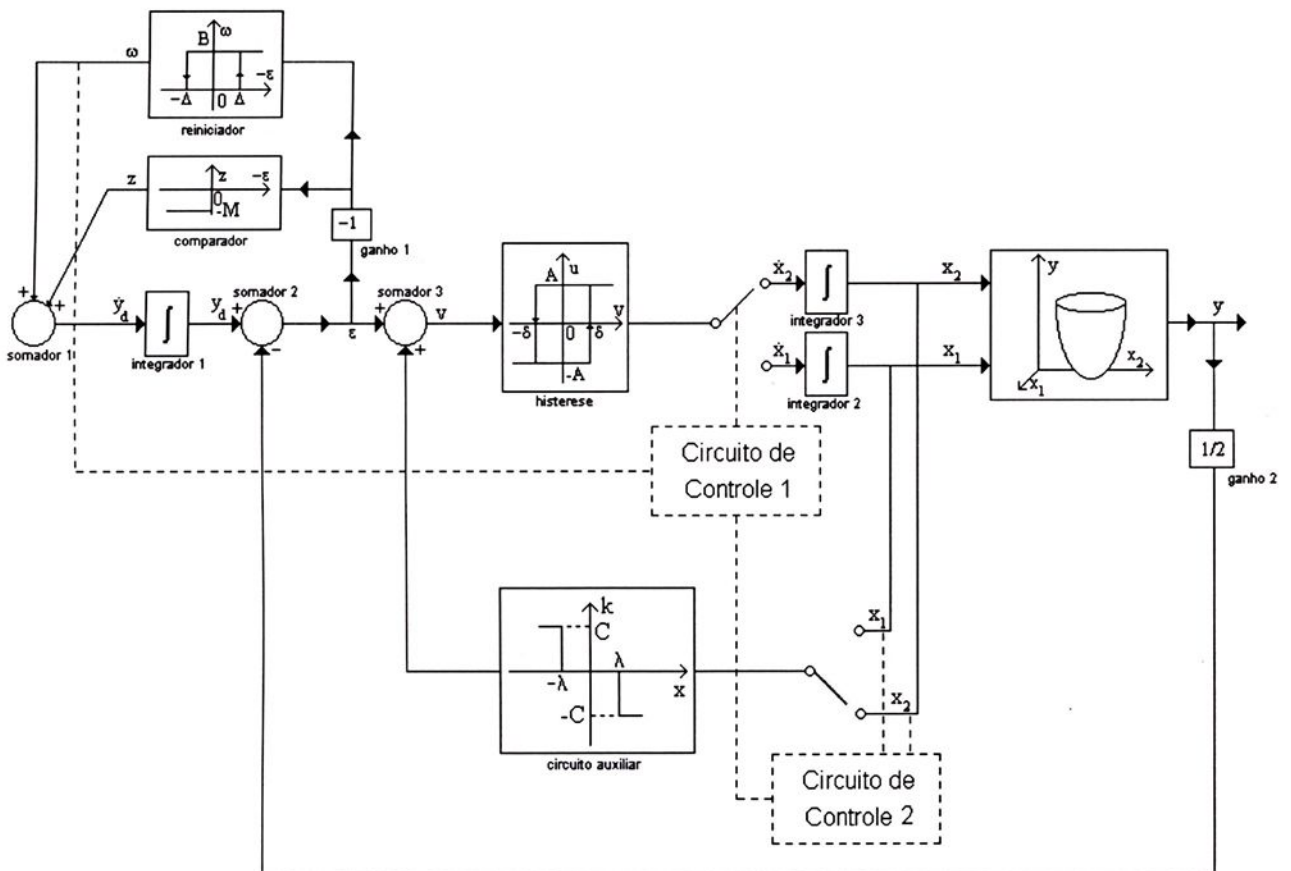 ω
B
ω
-ε
-Δ
0
Δ
reiniciador
z
z
-ε
0
-M
comparador
-1
ganho 1
+
+
+
somador 1
ẏd
∫
integrador 1
yd
somador 2
+
-
ε
somador 3
+
+
v
A
u
v
-δ
0
δ
-A
histerese
ẋ2
∫
integrador 3
x2
ẋ1
∫
integrador 2
x1
y
x2
x1
y
1/2
ganho 2
Circuito de
Controle 1
k
C
λ
-λ
x
-C
circuito auxiliar
x1
x2
Circuito de
Controle 2